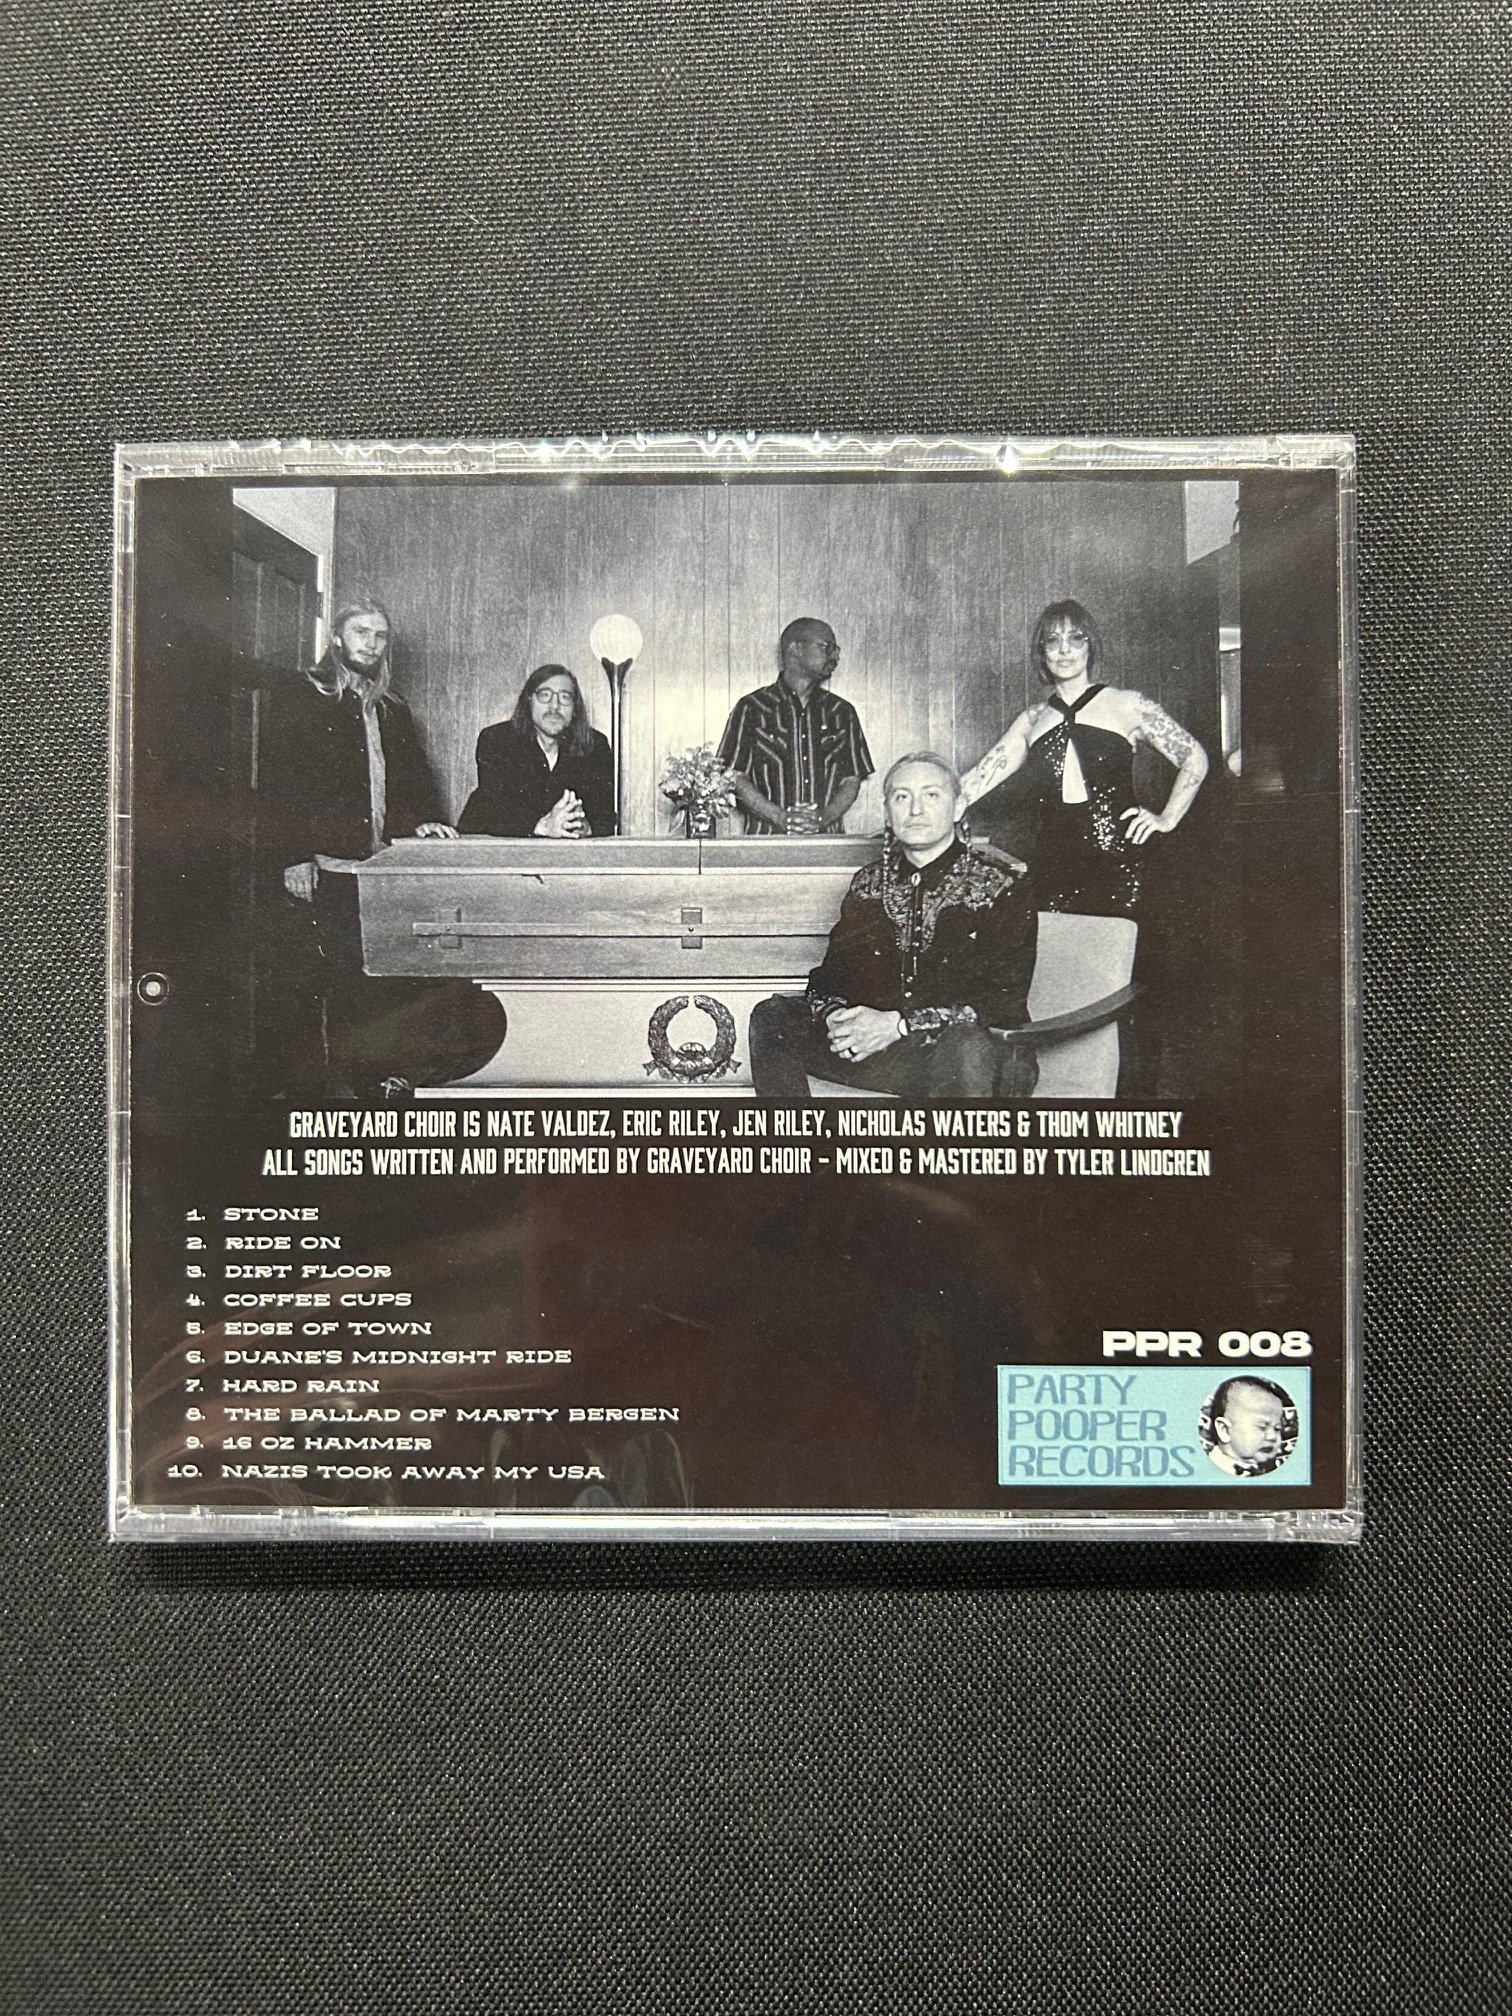 GRAVEYARD CHOIR IS NATE VALDEZ, ERIC RILEY, JEN RILEY, NICHOLAS WATERS & THOM WHITNEY
ALL SONGS WRITTEN AND PERFORMED BY GRAVEYARD CHOIR - MIXED & MASTERED BY TYLER LINDGREN
1. STONE
2. RIDE ON
3. DIRT FLOOR
4. COFFEE CUPS
5. EDGE OF TOWN
6. DUANE'S MIDNIGHT RIDE
7. HARD RAIN
8. THE BALLAD OF MARTY BERGEN
9. 16 OZ HAMMER
10. NAZIS TOOK AWAY MY USA
PPR 008
PARTY
POOPER
RECORDS